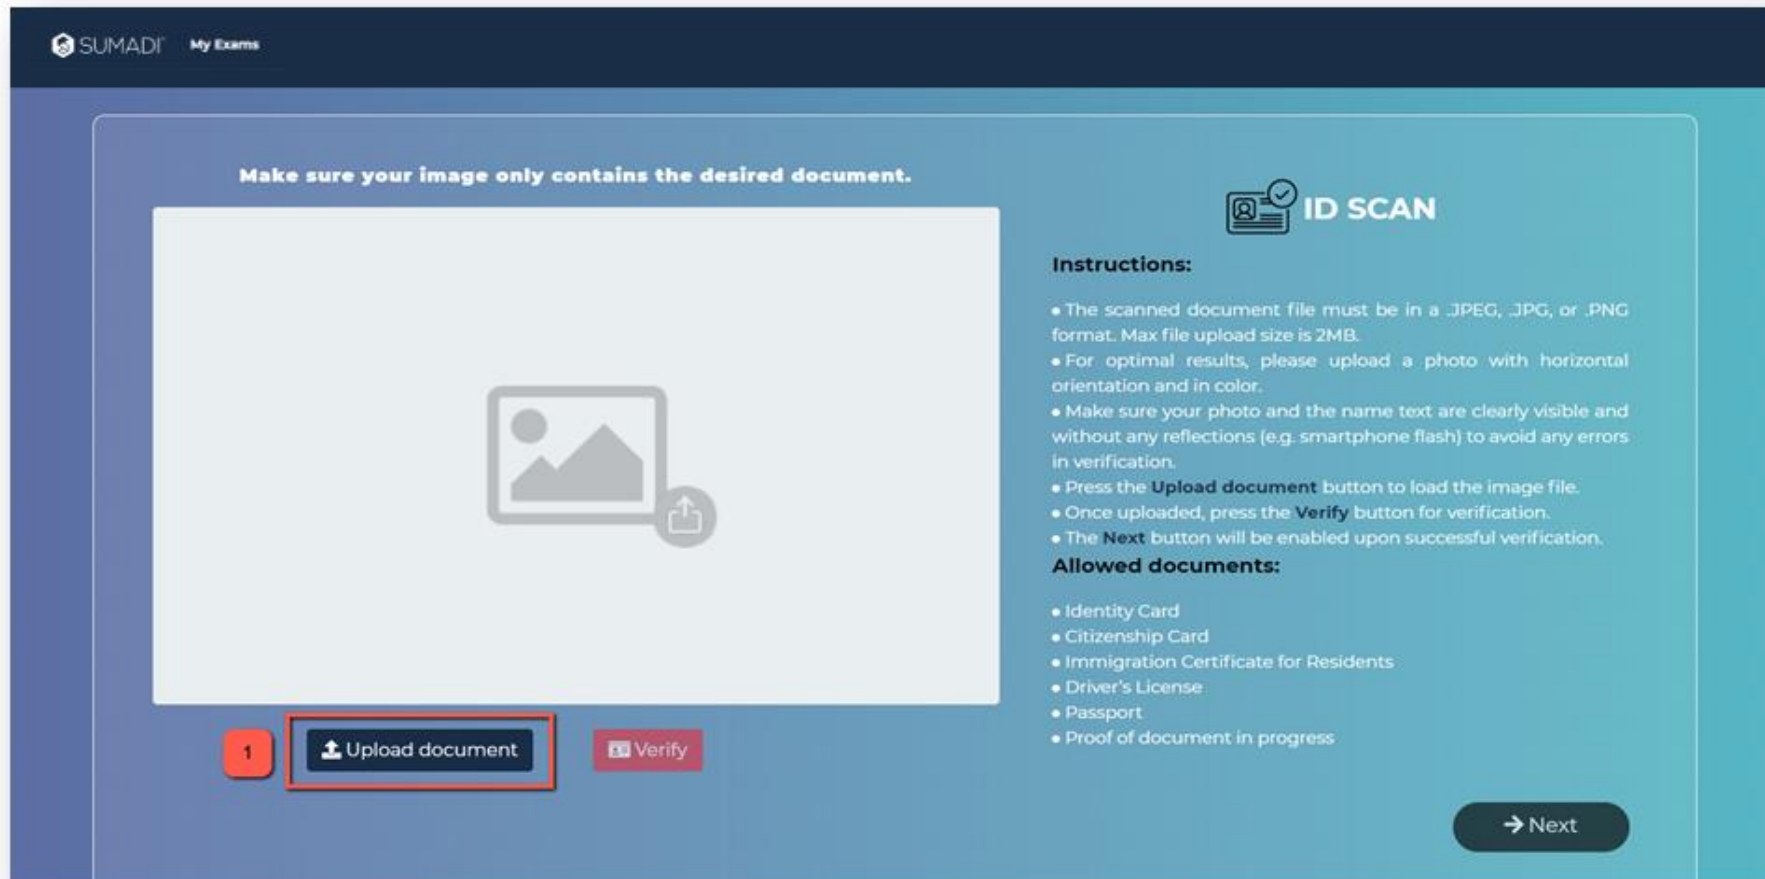 SUMADI My Exams
Make sure your image only contains the desired document.
ID SCAN
Instructions:
• The scanned document file must be in a .JPEG, .JPG, or .PNG
format. Max file upload size is 2MB.
• For optimal results, please upload a photo with horizontal
orientation and in color.
• Make sure your photo and the name text are clearly visible and
without any reflections (e.g. smartphone flash) to avoid any errors
in verification.
• Press the Upload document button to load the image file.
• Once uploaded, press the Verify button for verification.
• The Next button will be enabled upon successful verification.
Allowed documents:
• Identity Card
• Citizenship Card
• Immigration Certificate for Residents
• Driver's License
• Passport
• Proof of document in progress
1 Upload document Verify
Next